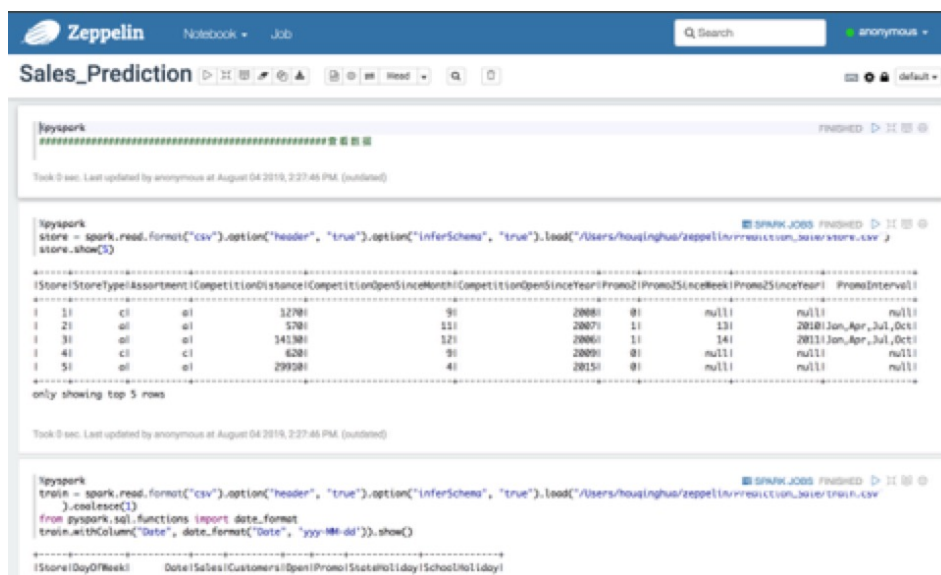 Zeppelin Notebook Job Search anonymous
Sales_Prediction Head default
%pyspark FINISHED
##################################################查看数据
Took 0 sec. Last updated by anonymous at August 04 2019, 2:27:46 PM. (outdated)
%pyspark SPARK JOBS FINISHED
store = spark.read.format("csv").option("header", "true").option("inferSchema", "true").load("/Users/houqinghua/zeppelin/Prediction_Sale/store.csv")
store.show(5)
+-----+---------+----------+-------------------+-------------------------+------------------------+------+---------------+---------------+---------------+
|Store|StoreType|Assortment|CompetitionDistance|CompetitionOpenSinceMonth|CompetitionOpenSinceYear|Promo2|Promo2SinceWeek|Promo2SinceYear|  PromoInterval|
+-----+---------+----------+-------------------+-------------------------+------------------------+------+---------------+---------------+---------------+
|    1|        c|         a|               1270|                        9|                    2008|     0|           null|           null|           null|
|    2|        a|         a|                570|                       11|                    2007|     1|             13|           2010|Jan,Apr,Jul,Oct|
|    3|        a|         a|              14130|                       12|                    2006|     1|             14|           2011|Jan,Apr,Jul,Oct|
|    4|        c|         c|                620|                        9|                    2009|     0|           null|           null|           null|
|    5|        a|         a|              29910|                        4|                    2015|     0|           null|           null|           null|
+-----+---------+----------+-------------------+-------------------------+------------------------+------+---------------+---------------+---------------+
only showing top 5 rows
Took 0 sec. Last updated by anonymous at August 04 2019, 2:27:46 PM. (outdated)
%pyspark SPARK JOBS FINISHED
train = spark.read.format("csv").option("header", "true").option("inferSchema", "true").load("/Users/houqinghua/zeppelin/Prediction_Sale/train.csv"
).coalesce(1)
from pyspark.sql.functions import date_format
train.withColumn("Date", date_format("Date", "yyy-MM-dd")).show()
+-----+---------+----------+-----+---------+----+-----+------------+-------------+
|Store|DayOfWeek|      Date|Sales|Customers|Open|Promo|StateHoliday|SchoolHoliday|